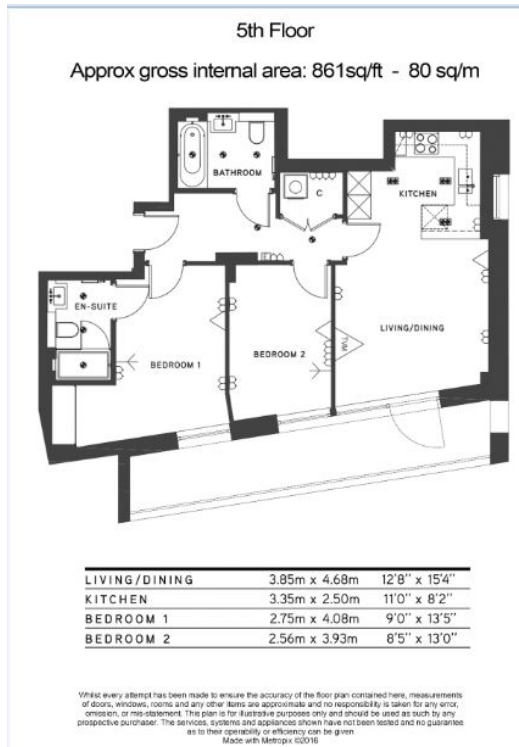 5th Floor
Approx gross internal area: 861sq/ft - 80 sq/m
BATHROOM
C
KITCHEN
EN-SUITE
LIVING/DINING
BEDROOM 1
BEDROOM 2
TVM
LIVING/DINING 3.85m x 4.68m 12'8" x 15'4"
KITCHEN 3.35m x 2.50m 11'0" x 8'2"
BEDROOM 1 2.75m x 4.08m 9'0" x 13'5"
BEDROOM 2 2.56m x 3.93m 8'5" x 13'0"
Whilst every attempt has been made to ensure the accuracy of the floor plan contained here, measurements
of doors, windows, rooms and any other items are approximate and no responsibility is taken for any error,
omission, or mis-statement. This plan is for illustrative purposes only and should be used as such by any
prospective purchaser. The services, systems and appliances shown have not been tested and no guarantee
as to their operability or efficiency can be given
Made with Metropix ©2016